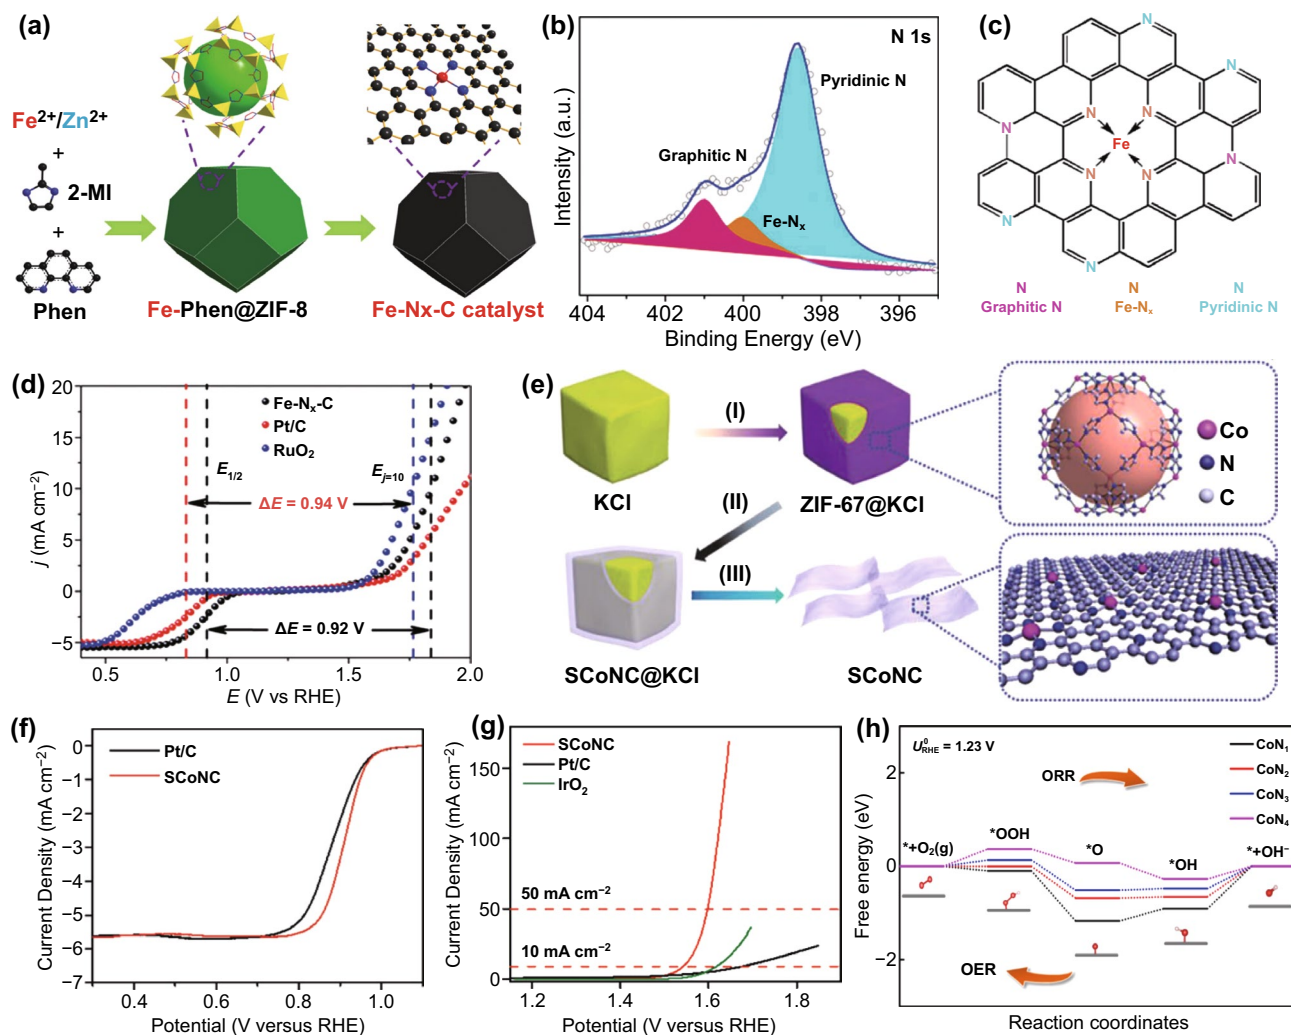 (a)
Fe²⁺/Zn²⁺
+
2-MI
+
Phen
Fe-Phen@ZIF-8
Fe-Nx-C catalyst
(b)
N 1s
Pyridinic N
Graphitic N
Fe-Nₓ
Intensity (a.u.)
404 402 400 398 396
Binding Energy (eV)
(c)
N
N
N
N
N
N
Fe
N
N
N
N
N
N Graphitic N
N Fe-Nₓ
N Pyridinic N
(d)
Fe-Nₓ-C
Pt/C
RuO₂
E₁/₂
Eⱼ₌₁₀
ΔE = 0.94 V
ΔE = 0.92 V
20
15
10
5
0
−5
j (mA cm⁻²)
0.5 1.0 1.5 2.0
E (V vs RHE)
(e)
KCl
(I)
ZIF-67@KCl
(II)
SCoNC@KCl
(III)
SCoNC
Co
N
C
(f)
Pt/C
SCoNC
0
−1
−2
−3
−4
−5
−6
−7
Current Density (mA cm⁻²)
0.4 0.6 0.8 1.0
Potential (V versus RHE)
(g)
SCoNC
Pt/C
IrO₂
50 mA cm⁻²
10 mA cm⁻²
150
100
50
0
Current Density (mA cm⁻²)
1.2 1.4 1.6 1.8
Potential (V versus RHE)
(h)
U⁰RHE = 1.23 V
CoN₁
CoN₂
CoN₃
CoN₄
ORR
*+O₂(g)
*OOH
*O
*OH
*+OH⁻
OER
2
0
−2
Free energy (eV)
Reaction coordinates